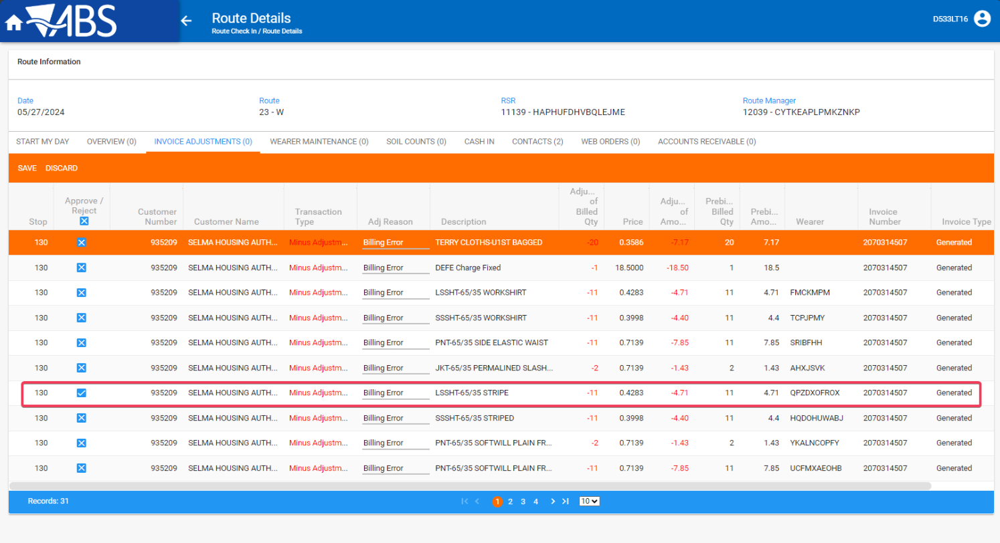 ABS
Route Details
Route Check In / Route Details
D533LT16
Route Information
Date Route RSR Route Manager
05/27/2024 23 - W 11139 - HAPHUFDHVBQLEJME 12039 - CYTKEAPLPMKZNKP
START MY DAY OVERVIEW (0) INVOICE ADJUSTMENTS (0) WEARER MAINTENANCE (0) SOIL COUNTS (0) CASH IN CONTACTS (2) WEB ORDERS (0) ACCOUNTS RECEIVABLE (0)
SAVE DISCARD
Stop
Approve /
Reject
Customer
Number
Customer Name
Transaction
Type
Adj Reason
Description
Adju...
of
Billed
Qty
Price
Adju...
of
Amo...
Prebi...
Billed
Qty
Prebi...
Amo...
Wearer
Invoice
Number
Invoice Type
130 935209 SELMA HOUSING AUTH... Minus Adjustm... Billing Error TERRY CLOTHS-U1ST BAGGED -20 0.3586 -7.17 20 7.17 2070314507 Generated
130 935209 SELMA HOUSING AUTH... Minus Adjustm... Billing Error DEFE Charge Fixed -1 18.5000 -18.50 1 18.5 2070314507 Generated
130 935209 SELMA HOUSING AUTH... Minus Adjustm... Billing Error LSSHT-65/35 WORKSHIRT -11 0.4283 -4.71 11 4.71 FMCKMPM 2070314507 Generated
130 935209 SELMA HOUSING AUTH... Minus Adjustm... Billing Error SSSHT-65/35 WORKSHIRT -11 0.3998 -4.40 11 4.4 TCPJPMY 2070314507 Generated
130 935209 SELMA HOUSING AUTH... Minus Adjustm... Billing Error PNT-65/35 SIDE ELASTIC WAIST -11 0.7139 -7.85 11 7.85 SRIBFHH 2070314507 Generated
130 935209 SELMA HOUSING AUTH... Minus Adjustm... Billing Error JKT-65/35 PERMALINED SLASH... -2 0.7139 -1.43 2 1.43 AHXJSVK 2070314507 Generated
130 935209 SELMA HOUSING AUTH... Minus Adjustm... Billing Error LSSHT-65/35 STRIPE -11 0.4283 -4.71 11 4.71 QPZDXOFROX 2070314507 Generated
130 935209 SELMA HOUSING AUTH... Minus Adjustm... Billing Error SSSHT-65/35 STRIPED -11 0.3998 -4.40 11 4.4 HQDOHUWABJ 2070314507 Generated
130 935209 SELMA HOUSING AUTH... Minus Adjustm... Billing Error PNT-65/35 SOFTWILL PLAIN FR... -2 0.7139 -1.43 2 1.43 YKALNCOPFY 2070314507 Generated
130 935209 SELMA HOUSING AUTH... Minus Adjustm... Billing Error PNT-65/35 SOFTWILL PLAIN FR... -11 0.7139 -7.85 11 7.85 UCFMXAEOHB 2070314507 Generated
Records: 31 1 2 3 4 10